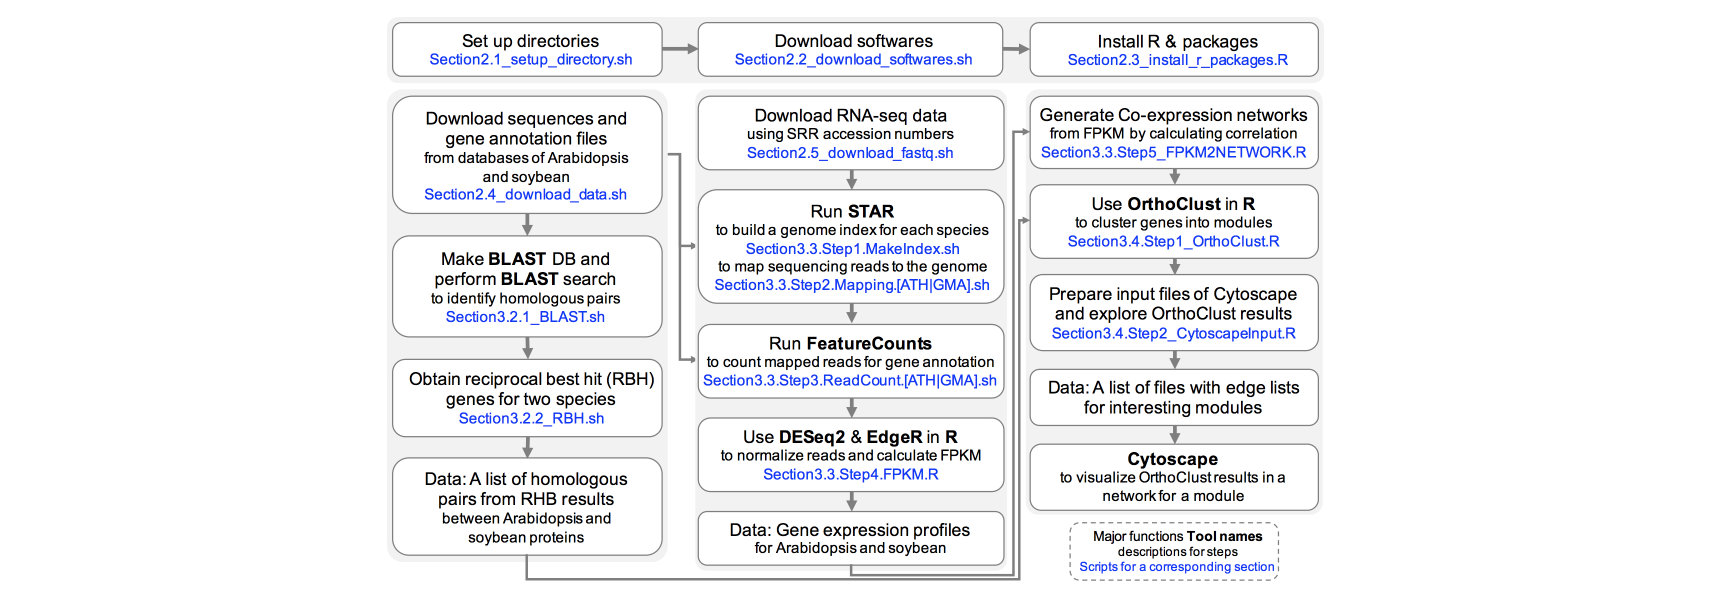 Set up directories
Section2.1_setup_directory.sh
Download softwares
Section2.2_download_softwares.sh
Install R & packages
Section2.3_install_r_packages.R
Download sequences and
gene annotation files
from databases of Arabidopsis
and soybean
Section2.4_download_data.sh
Make BLAST DB and
perform BLAST search
to identify homologous pairs
Section3.2.1_BLAST.sh
Obtain reciprocal best hit (RBH)
genes for two species
Section3.2.2_RBH.sh
Data: A list of homologous
pairs from RHB results
between Arabidopsis and
soybean proteins
Download RNA-seq data
using SRR accession numbers
Section2.5_download_fastq.sh
Run STAR
to build a genome index for each species
Section3.3.Step1.MakeIndex.sh
to map sequencing reads to the genome
Section3.3.Step2.Mapping.[ATH|GMA].sh
Run FeatureCounts
to count mapped reads for gene annotation
Section3.3.Step3.ReadCount.[ATH|GMA].sh
Use DESeq2 & EdgeR in R
to normalize reads and calculate FPKM
Section3.3.Step4.FPKM.R
Data: Gene expression profiles
for Arabidopsis and soybean
Generate Co-expression networks
from FPKM by calculating correlation
Section3.3.Step5_FPKM2NETWORK.R
Use OrthoClust in R
to cluster genes into modules
Section3.4.Step1_OrthoClust.R
Prepare input files of Cytoscape
and explore OrthoClust results
Section3.4.Step2_CytoscapeInput.R
Data: A list of files with edge lists
for interesting modules
Cytoscape
to visualize OrthoClust results in a
network for a module
Major functions Tool names
descriptions for steps
Scripts for a corresponding section